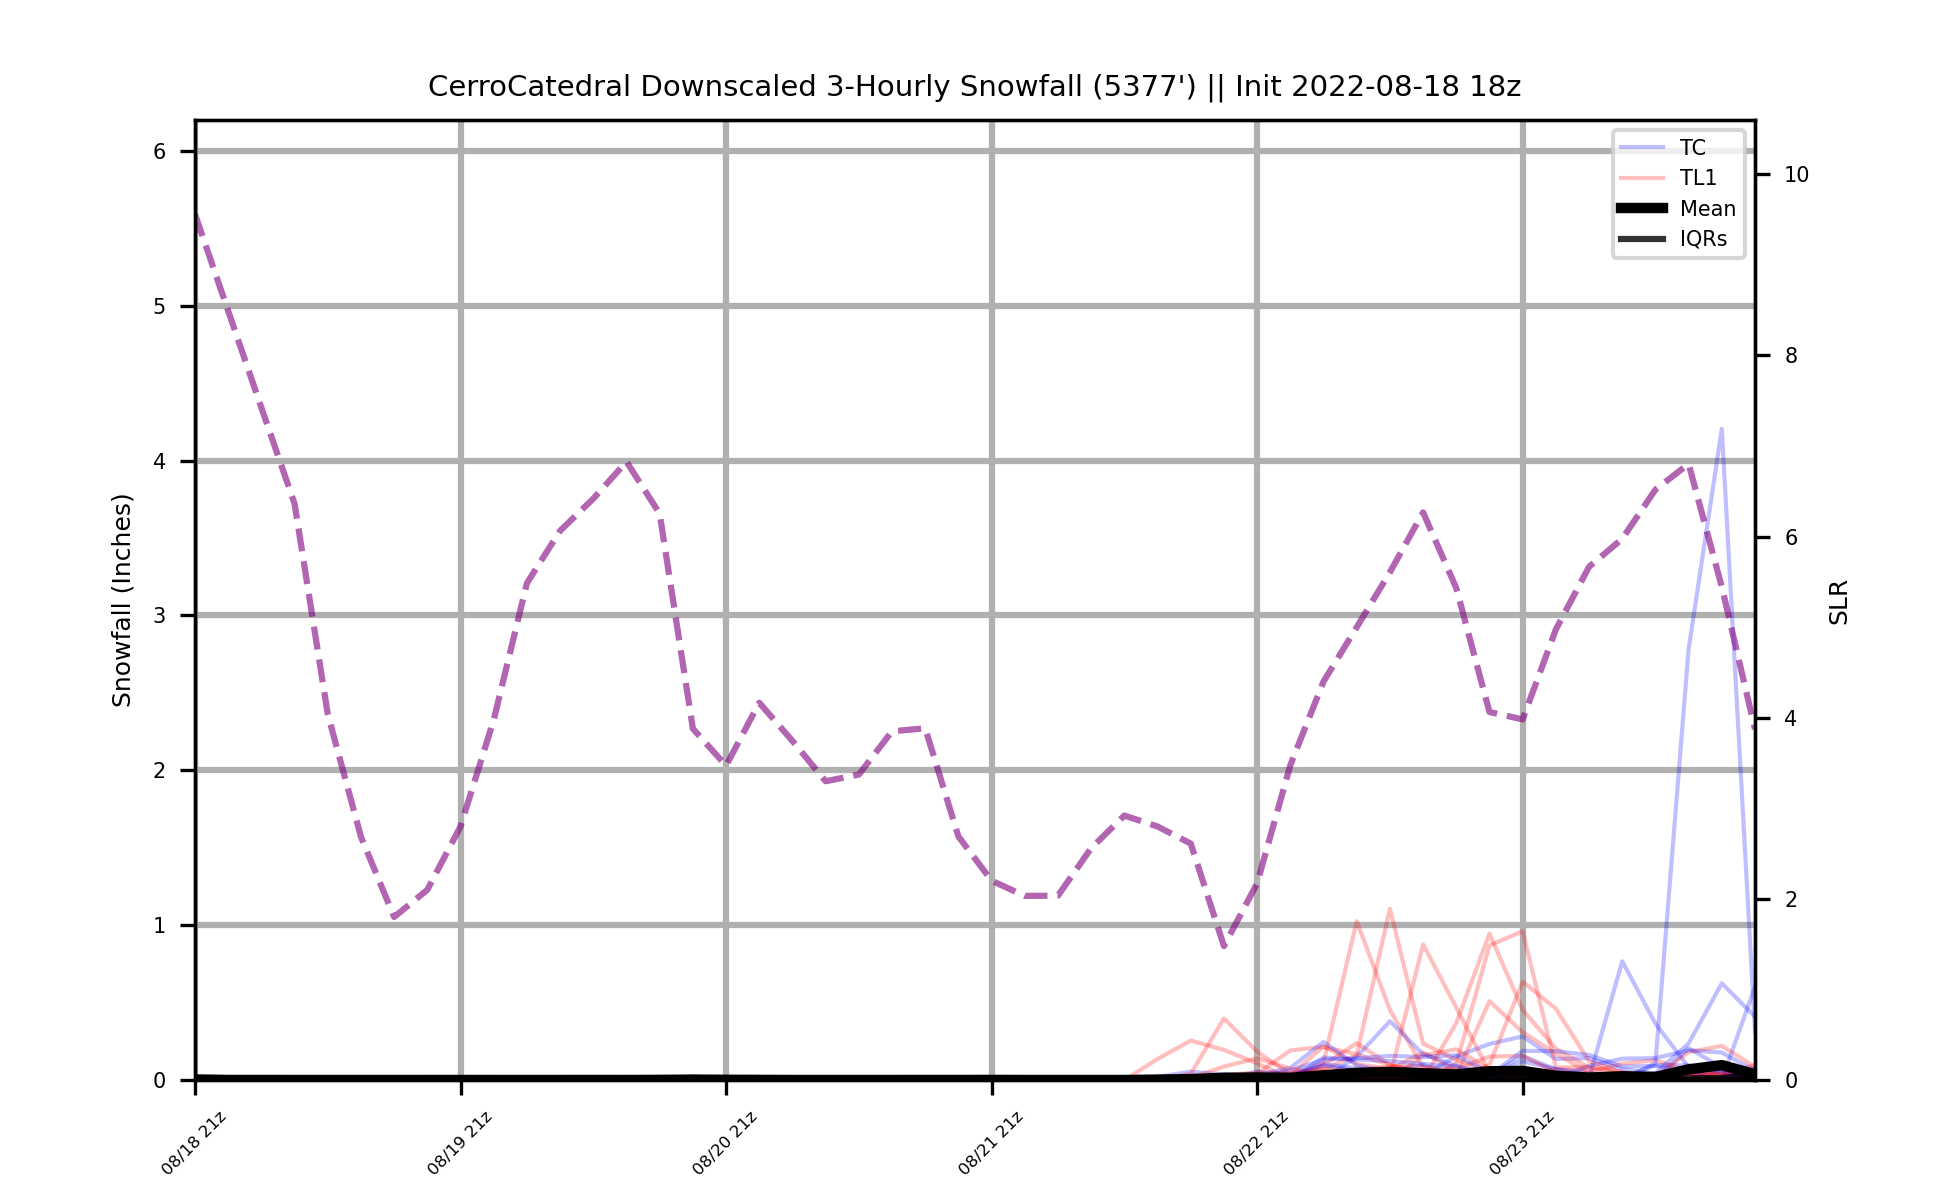 CerroCatedral Downscaled 3-Hourly Snowfall (5377') || Init 2022-08-18 18z
TC
TL1
Mean
IQRs
Snowfall (Inches)
6
5
4
3
2
1
0
SLR
10
8
6
4
2
0
08/18 21z
08/19 21z
08/20 21z
08/21 21z
08/22 21z
08/23 21z